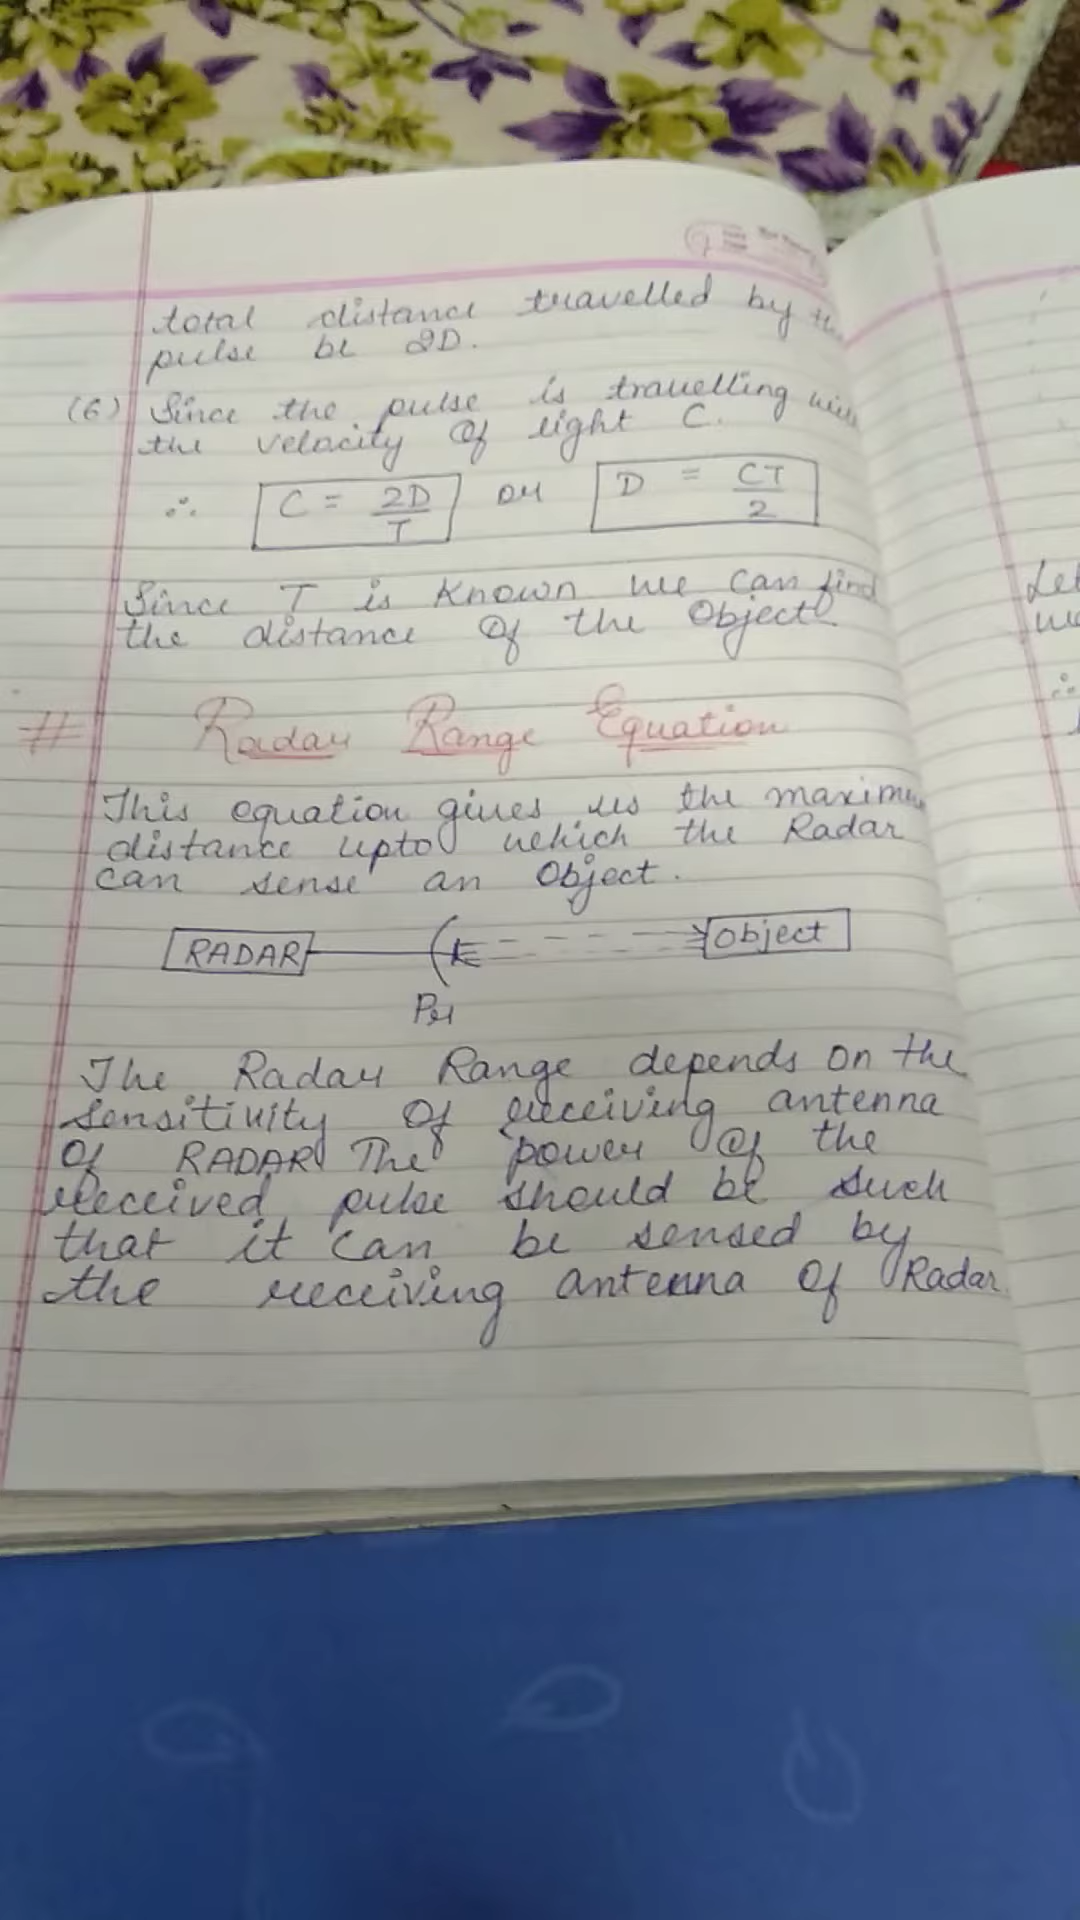 total distance travelled by the
pulse be 2D.
(6) Since the pulse is travelling with
the velocity of light C.
∴ C = 2D/T or D = CT/2
Since T is known we can find
the distance of the Object.
# Radar Range Equation
This equation gives us the maximum
distance upto which the Radar
can sense an Object.
RADAR Object
Pr
The Radar Range depends on the
sensitivity of receiving antenna
of RADAR The power of the
received pulse should be such
that it can be sensed by
the receiving antenna of Radar.
Let
∴